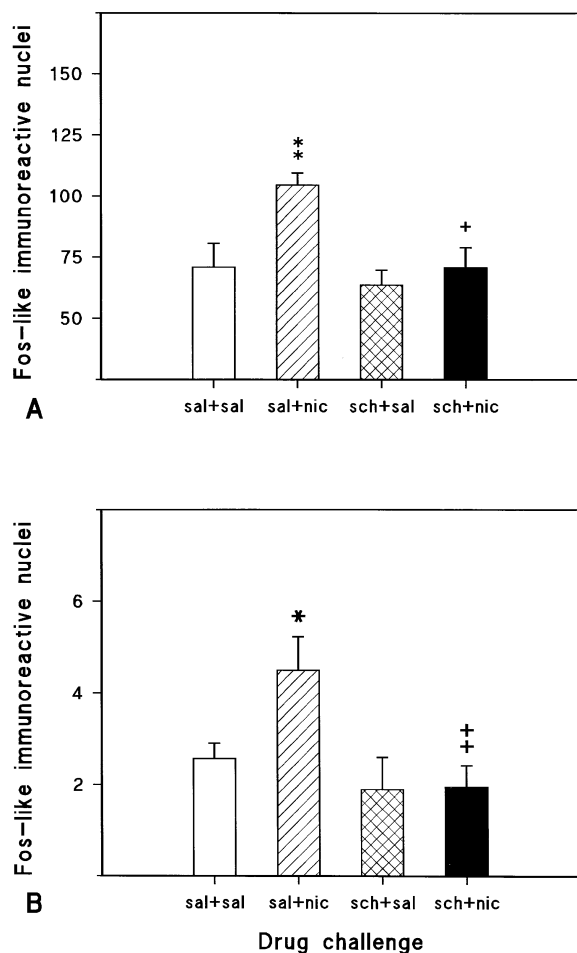 Fos-like immunoreactive nuclei
150
125
100
75
50
**
+
sal+sal sal+nic sch+sal sch+nic
A
Fos-like immunoreactive nuclei
6
4
2
*
++
sal+sal sal+nic sch+sal sch+nic
B
Drug challenge